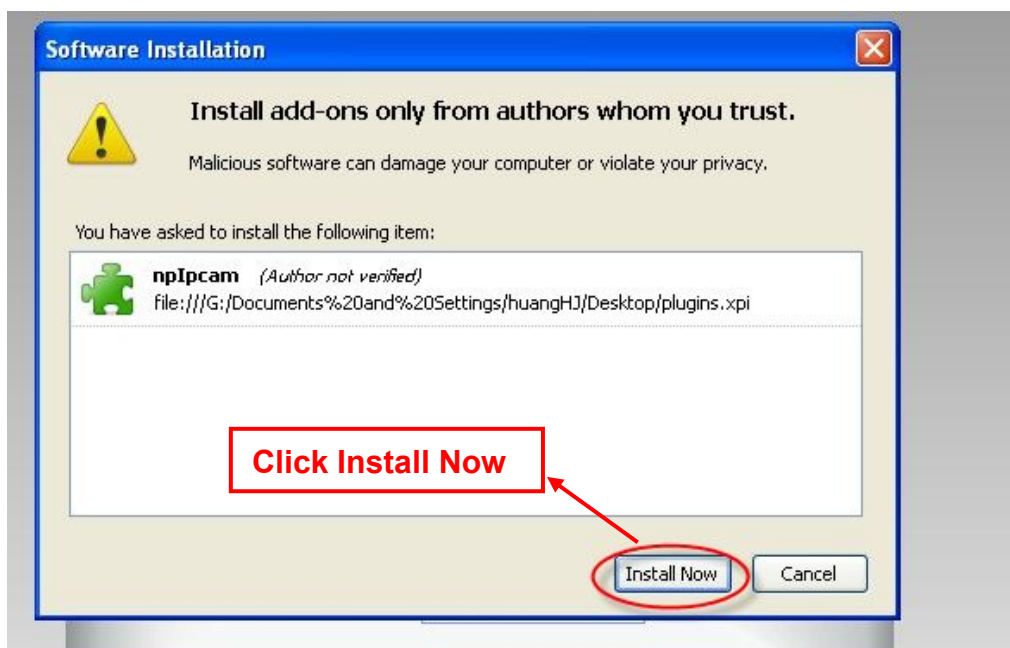 Software Installation
Install add-ons only from authors whom you trust.
Malicious software can damage your computer or violate your privacy.
You have asked to install the following item:
npIpcam (Author not verified)
file:///G:/Documents%20and%20Settings/huangHJ/Desktop/plugins.xpi
Click Install Now
Install Now Cancel